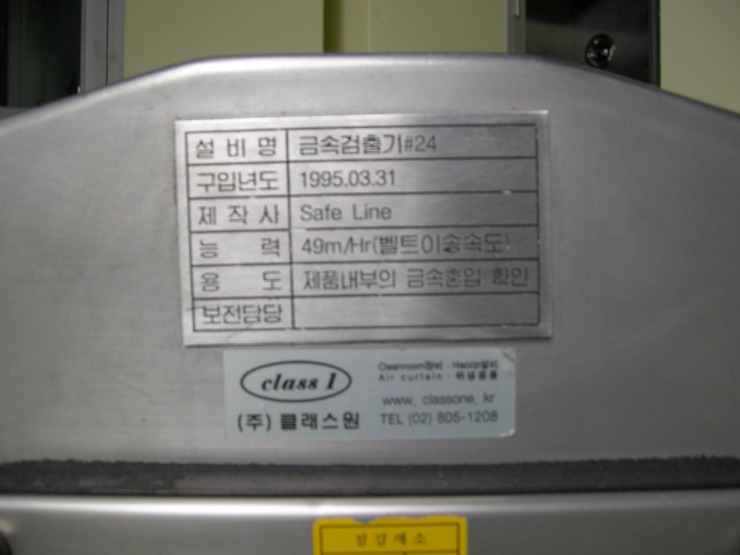 설비명 금속검출기#24
구입년도 1995.03.31
제작사 Safe Line
능력 49m/Hr(벨트이송속도)
용도 제품내부의 금속혼입 확인
보전담당
class 1
Cleanroom장비 · Haccp설비
Air curtain · 위생용품
(주) 클래스원
www. classone. kr
TEL (02) 805-1208
점검개소